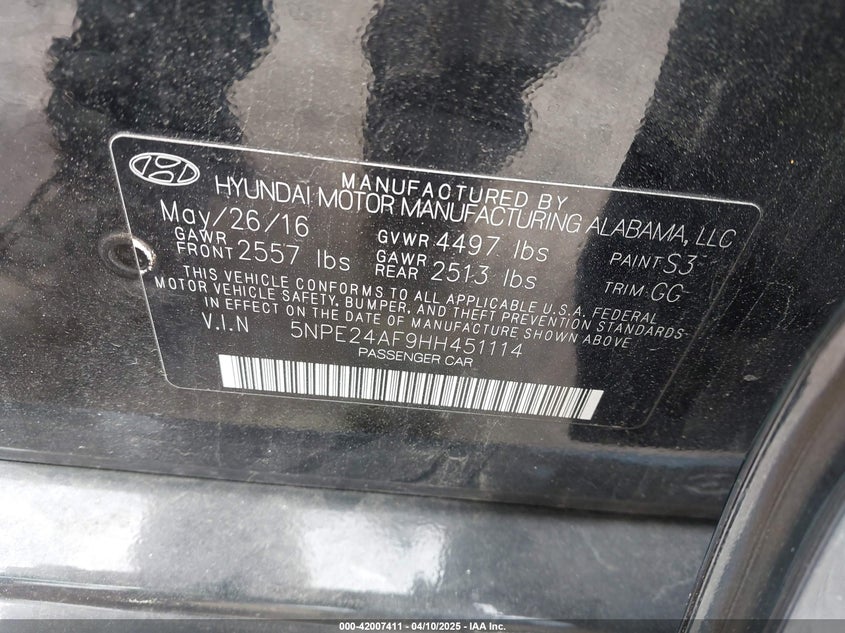 MANUFACTURED BY
HYUNDAI MOTOR MANUFACTURING ALABAMA, LLC
May/26/16
GAWR FRONT 2557 lbs
GVWR 4497 lbs
GAWR REAR 2513 lbs
PAINT S3
TRIM GG
THIS VEHICLE CONFORMS TO ALL APPLICABLE U.S.A. FEDERAL
MOTOR VEHICLE SAFETY, BUMPER, AND THEFT PREVENTION STANDARDS
IN EFFECT ON THE DATE OF MANUFACTURE SHOWN ABOVE
V.I.N 5NPE24AF9HH451114
PASSENGER CAR
000-42007411 - 04/10/2025 - IAA Inc.